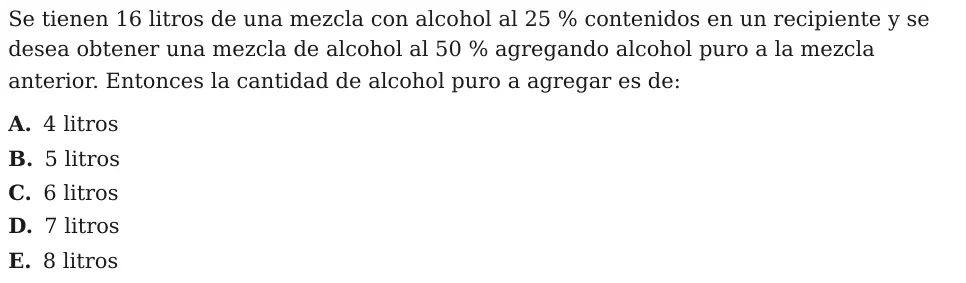 Se tienen 16 litros de una mezcla con alcohol al 25 % contenidos en un recipiente y se
desea obtener una mezcla de alcohol al 50 % agregando alcohol puro a la mezcla
anterior. Entonces la cantidad de alcohol puro a agregar es de:
A. 4 litros
B. 5 litros
C. 6 litros
D. 7 litros
E. 8 litros